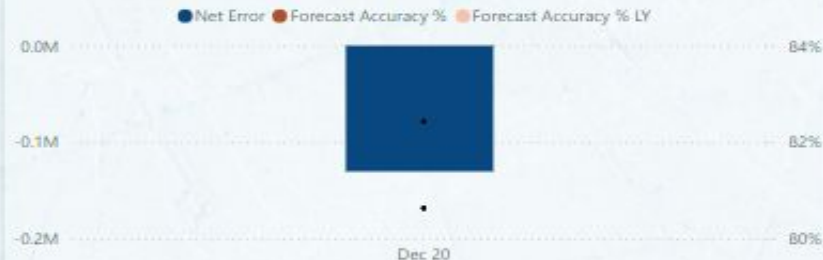 Net Error Forecast Accuracy % Forecast Accuracy % LY
0.0M 84%
-0.1M 82%
-0.2M 80%
Dec 20